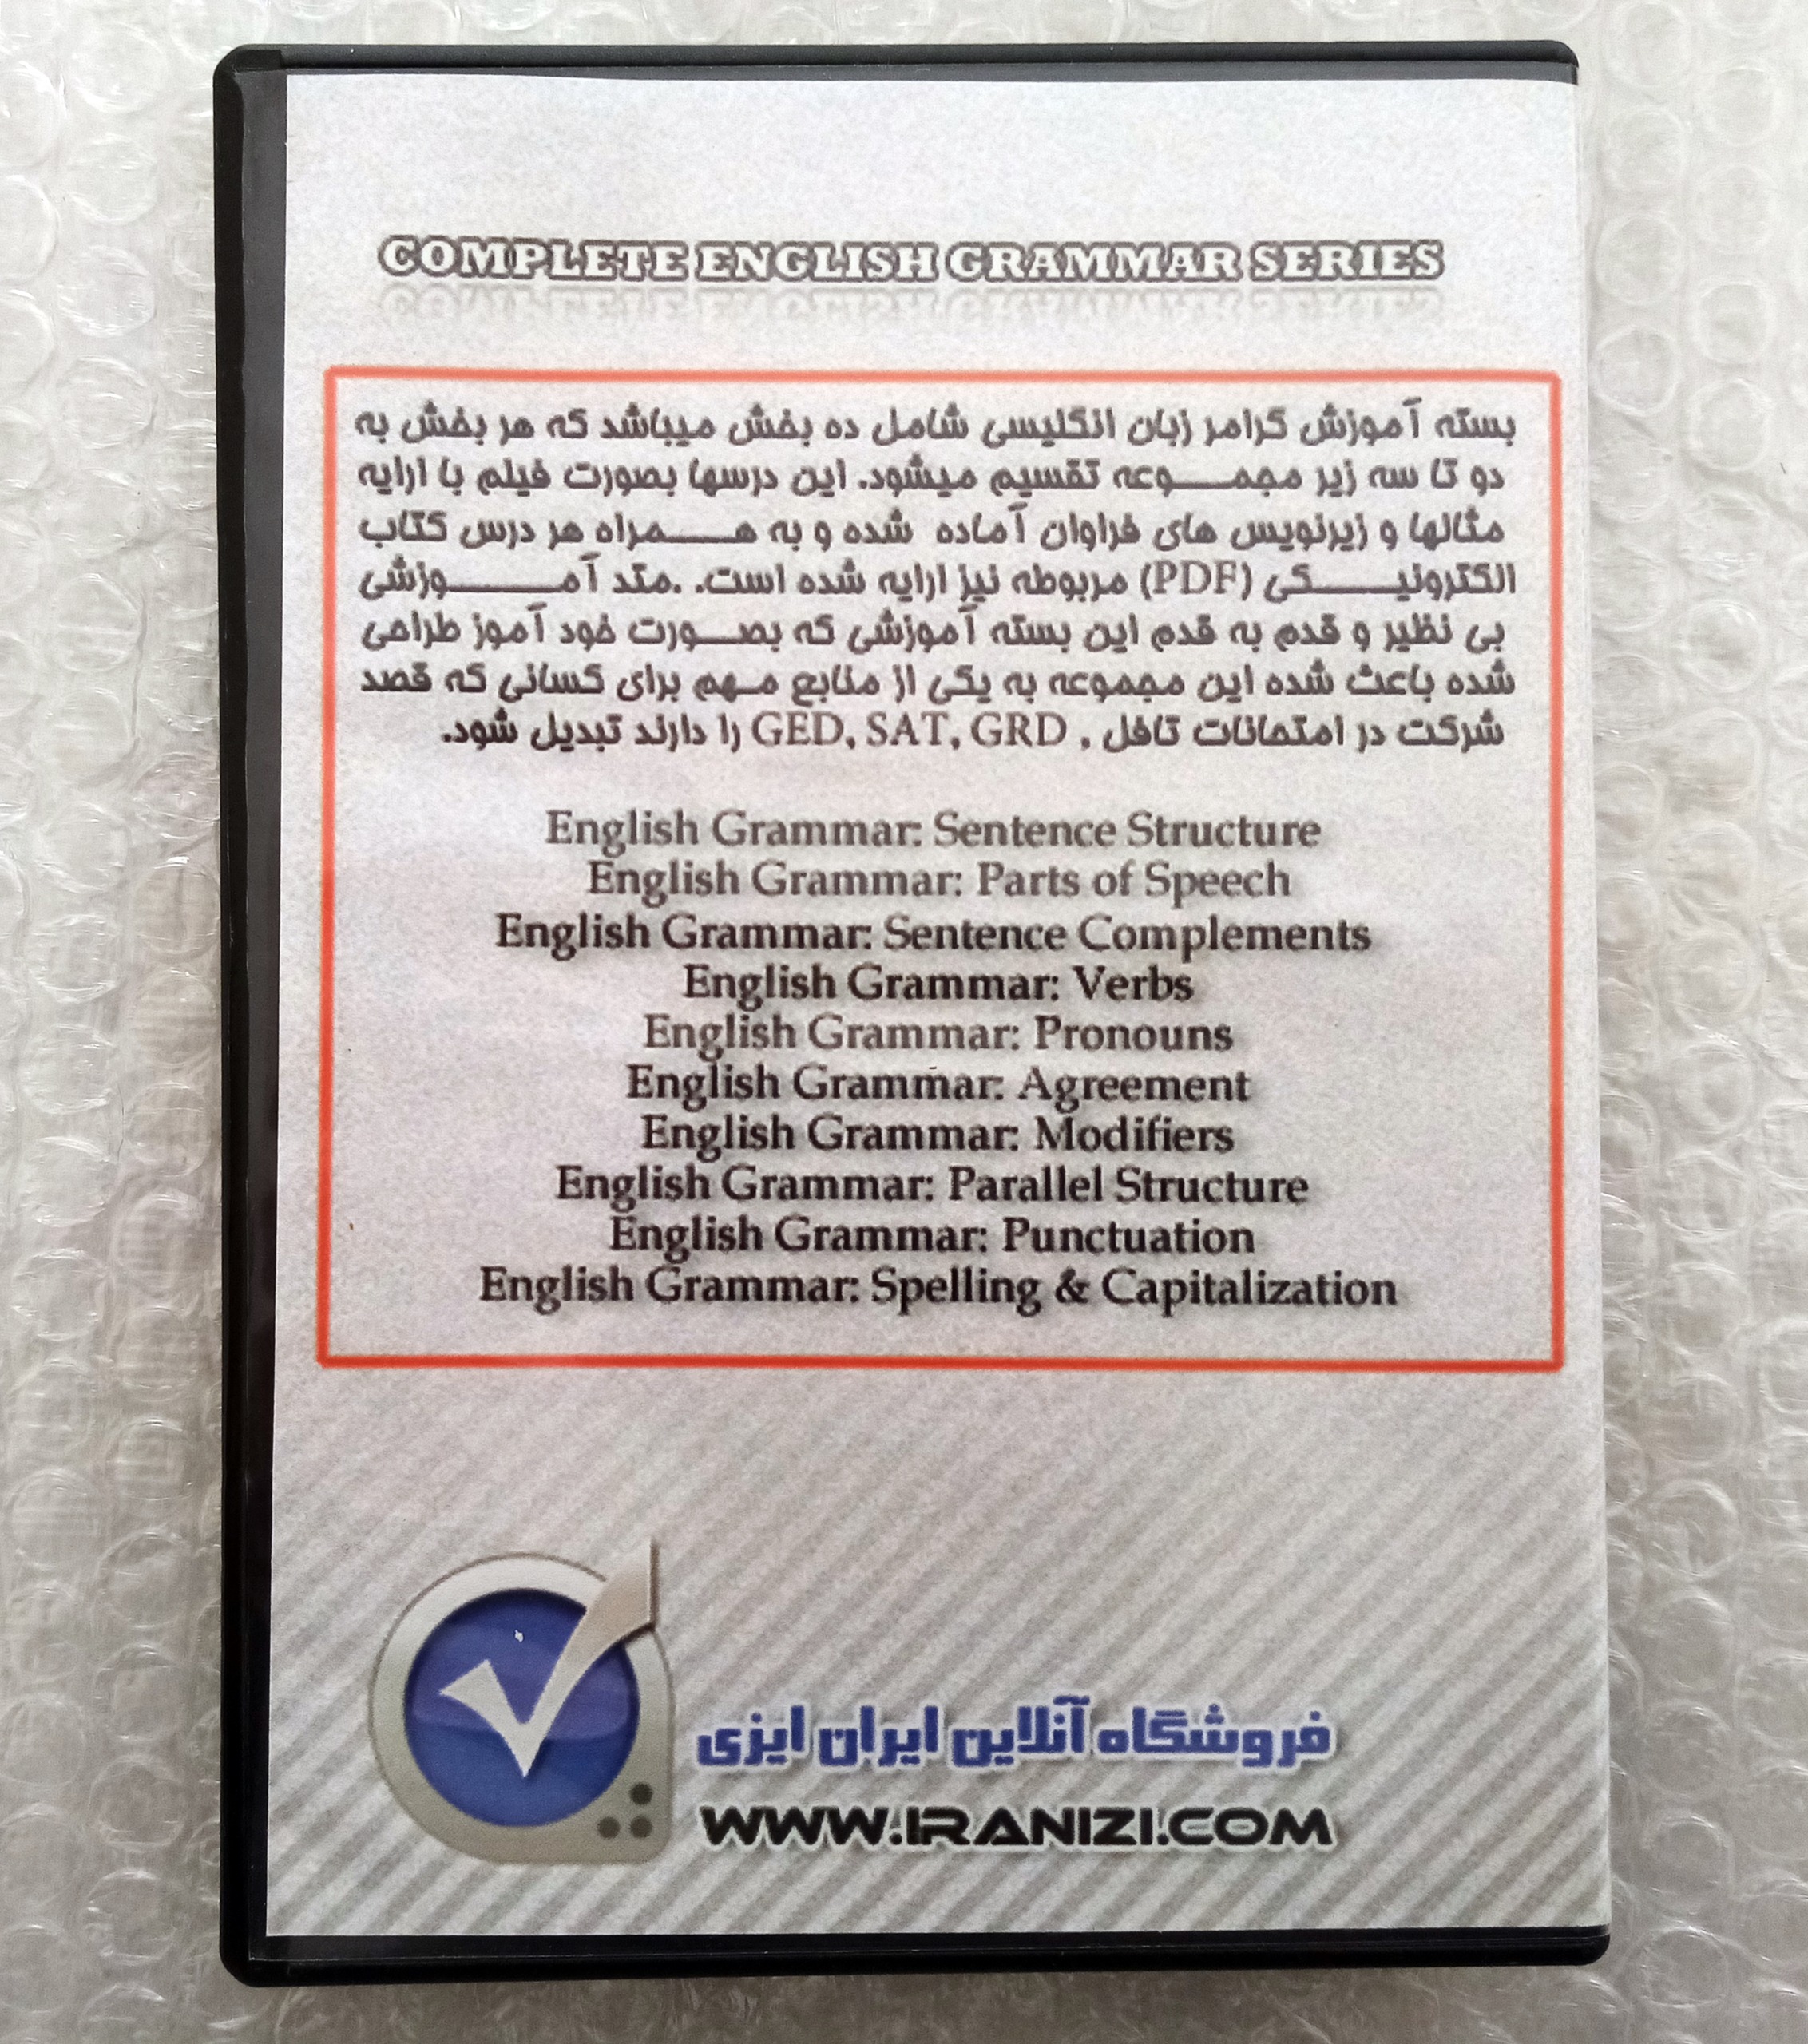 COMPLETE ENGLISH GRAMMAR SERIES
بسته آموزش گرامر زبان انگلیسی شامل ده بخش میباشد که هر بخش به
دو تا سه زیر مجموعه تقسیم میشود. این درسها بصورت فیلم با ارایه
مثالها و زیرنویس های فراوان آماده شده و به همراه هر درس کتاب
الکترونیکی (PDF) مربوطه نیز ارایه شده است. .متد آموزشی
بی نظیر و قدم به قدم این بسته آموزشی که بصورت خود آموز طراحی
شده باعث شده این مجموعه به یکی از منابع مهم برای کسانی که قصد
شرکت در امتحانات تافل , GED, SAT, GRD را دارند تبدیل شود.
English Grammar: Sentence Structure
English Grammar: Parts of Speech
English Grammar: Sentence Complements
English Grammar: Verbs
English Grammar: Pronouns
English Grammar: Agreement
English Grammar: Modifiers
English Grammar: Parallel Structure
English Grammar: Punctuation
English Grammar: Spelling & Capitalization
فروشگاه آنلاین ایران ایزی
WWW.IRANIZI.COM